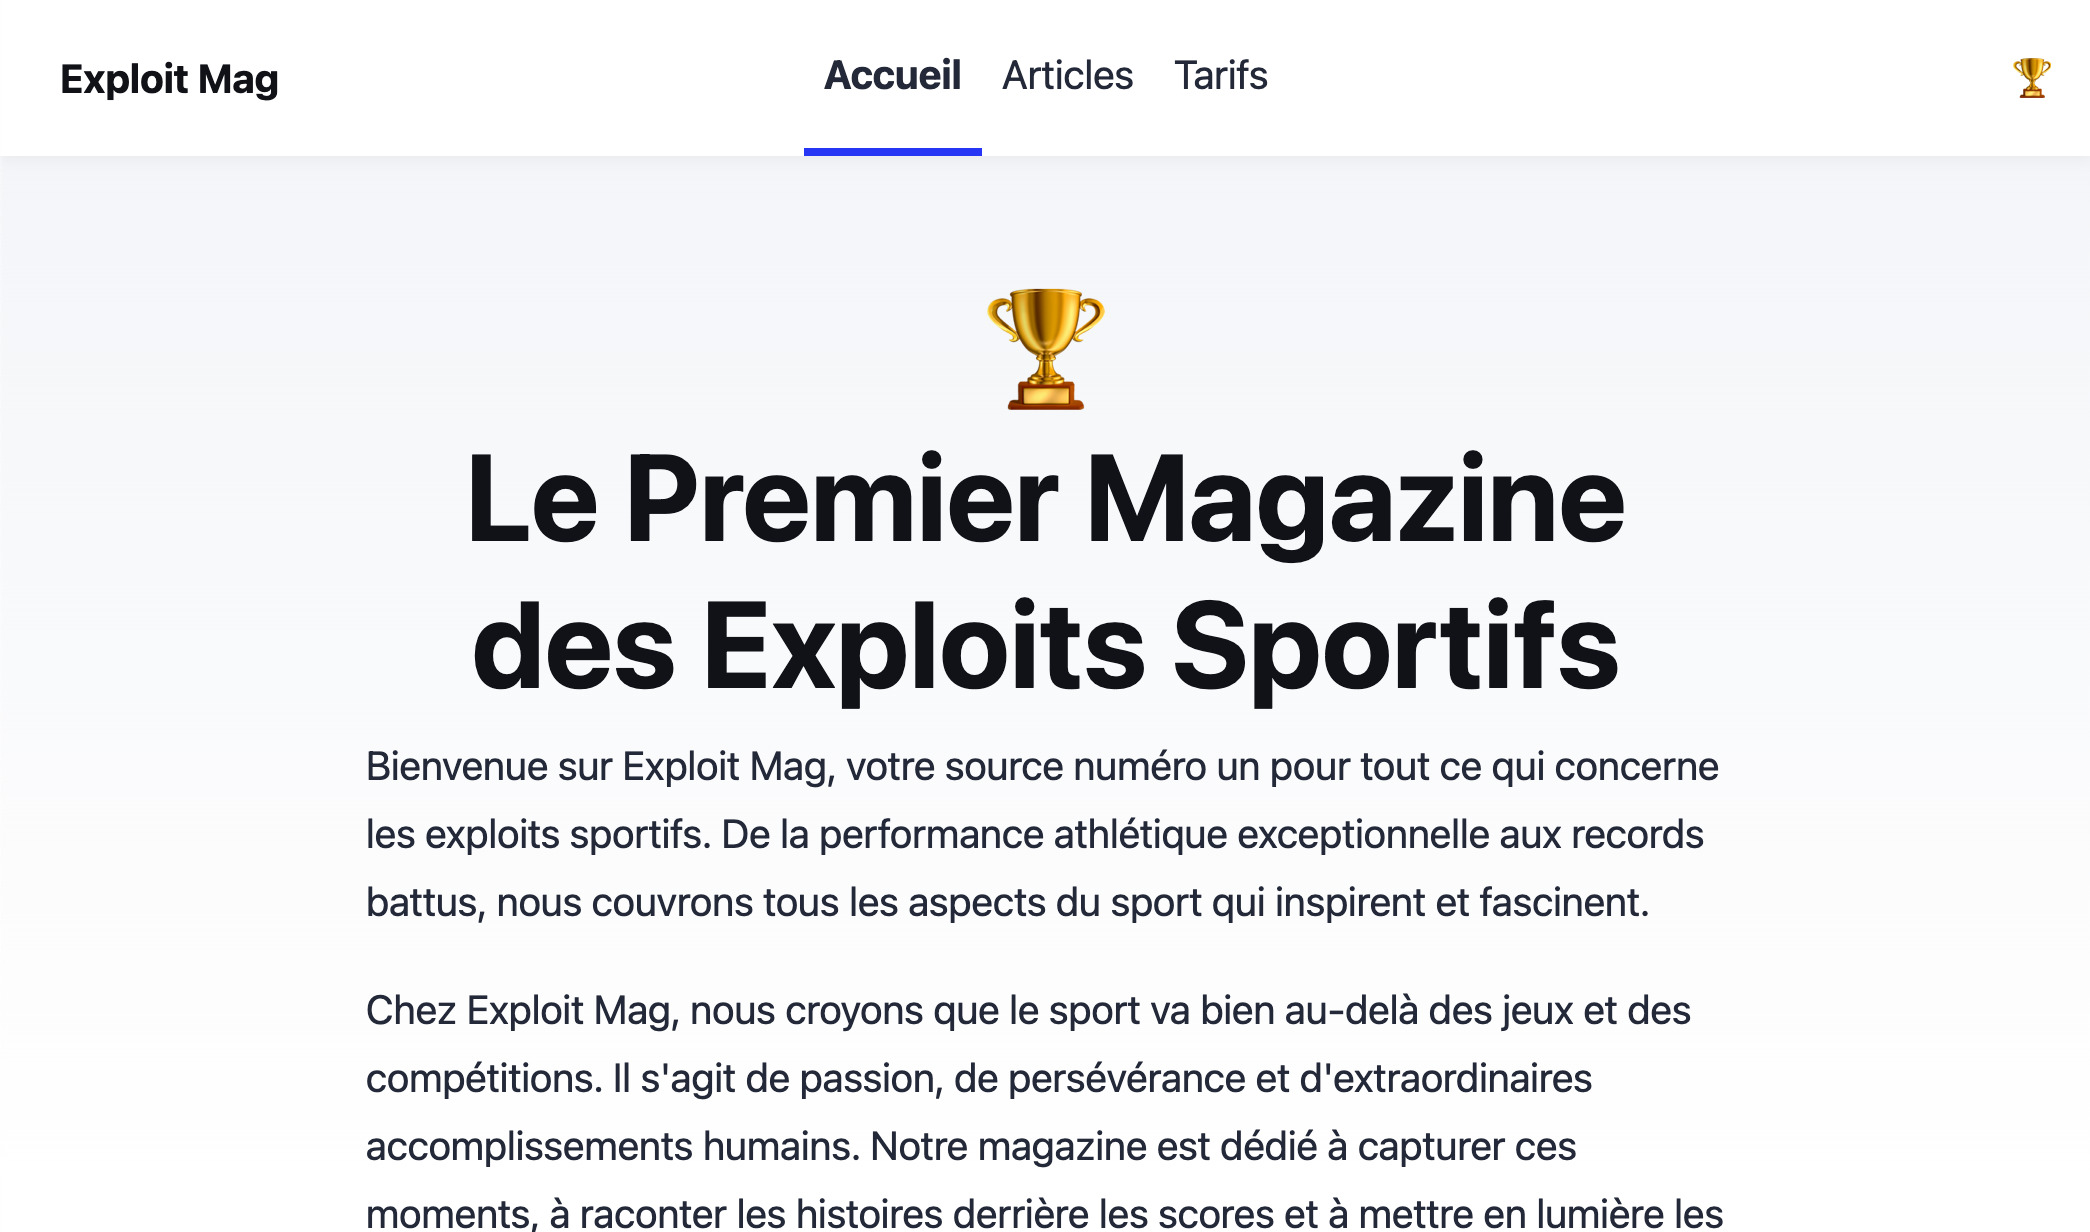 Exploit Mag
Accueil
Articles
Tarifs
Le Premier Magazine
des Exploits Sportifs
Bienvenue sur Exploit Mag, votre source numéro un pour tout ce qui concerne
les exploits sportifs. De la performance athlétique exceptionnelle aux records
battus, nous couvrons tous les aspects du sport qui inspirent et fascinent.
Chez Exploit Mag, nous croyons que le sport va bien au-delà des jeux et des
compétitions. Il s'agit de passion, de persévérance et d'extraordinaires
accomplissements humains. Notre magazine est dédié à capturer ces
moments, à raconter les histoires derrière les scores et à mettre en lumière les